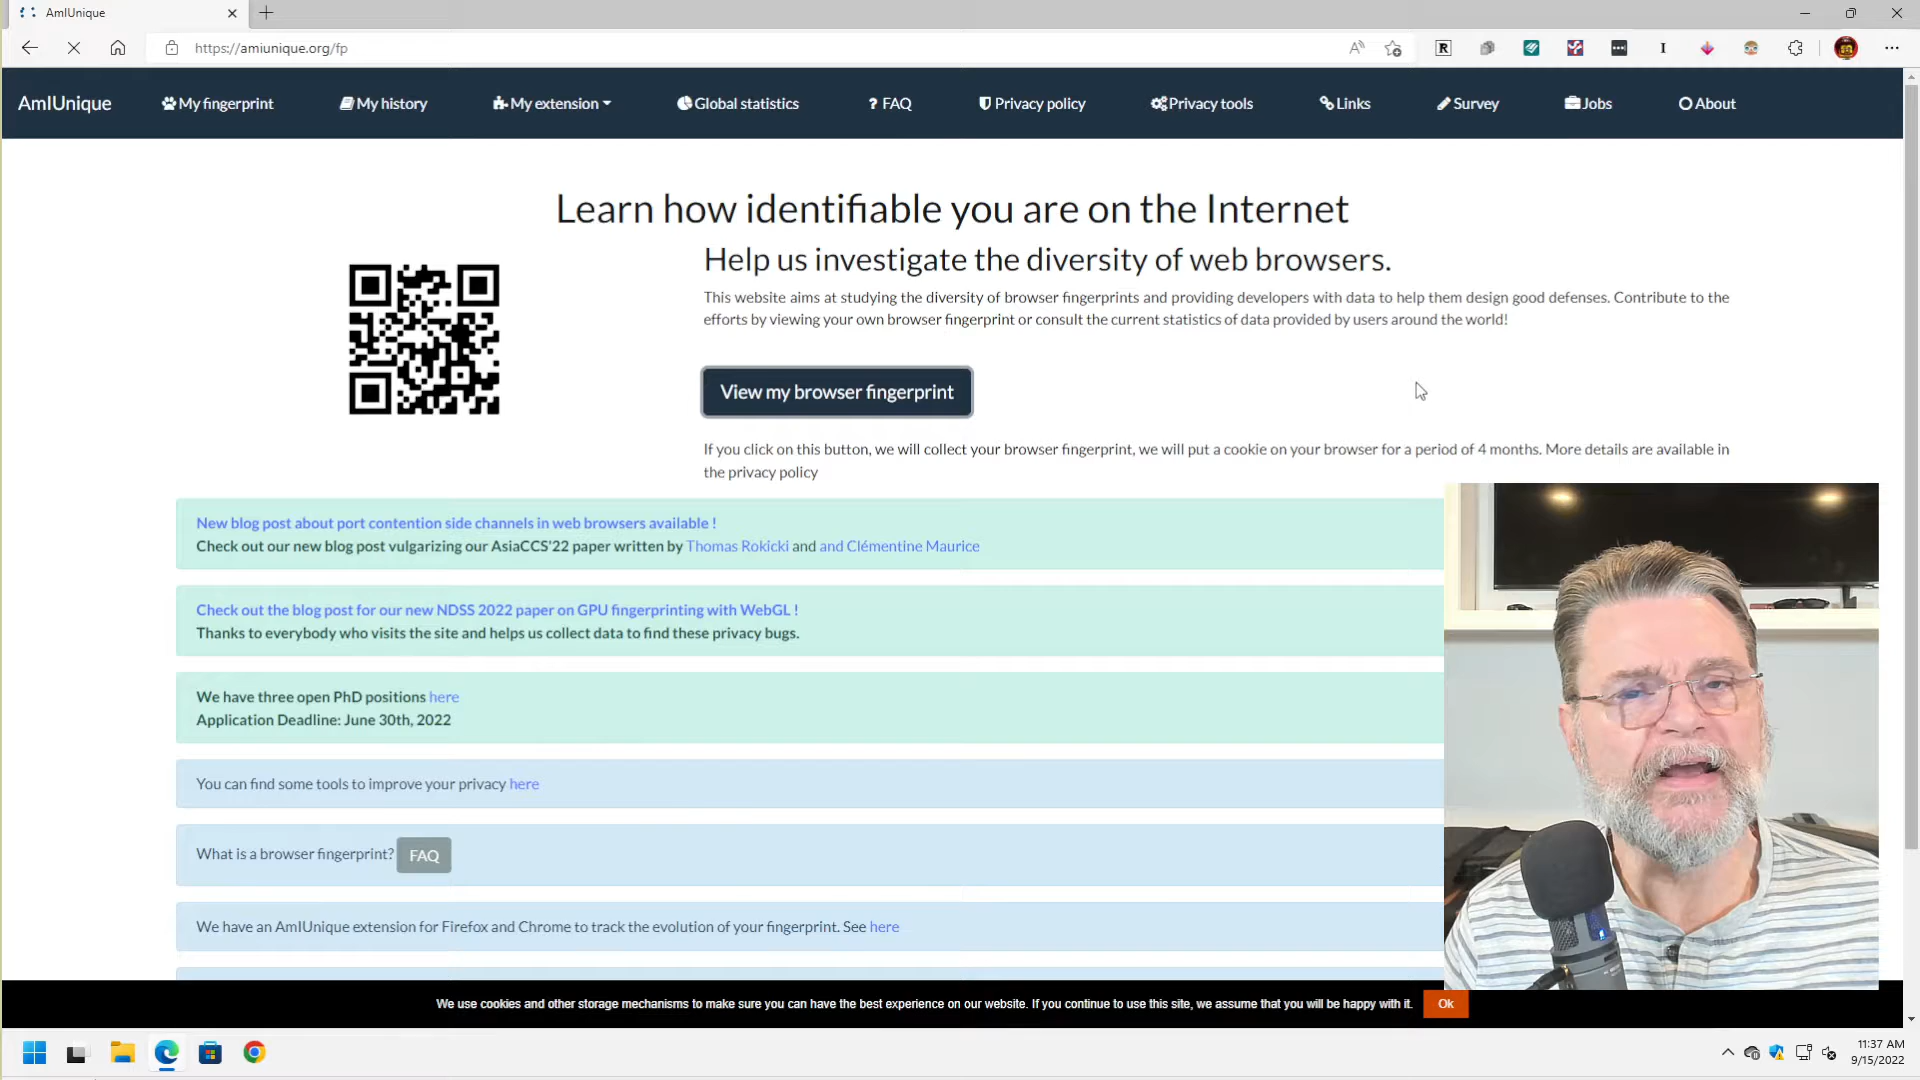 AmIUnique
https://amiunique.org/fp
AmIUnique
My fingerprint
My history
My extension
Global statistics
? FAQ
Privacy policy
Privacy tools
Links
Survey
Jobs
About
Learn how identifiable you are on the Internet
Help us investigate the diversity of web browsers.
This website aims at studying the diversity of browser fingerprints and providing developers with data to help them design good defenses. Contribute to the
efforts by viewing your own browser fingerprint or consult the current statistics of data provided by users around the world!
View my browser fingerprint
If you click on this button, we will collect your browser fingerprint, we will put a cookie on your browser for a period of 4 months. More details are available in
the privacy policy
New blog post about port contention side channels in web browsers available !
Check out our new blog post vulgarizing our AsiaCCS'22 paper written by Thomas Rokicki and and Clémentine Maurice
Check out the blog post for our new NDSS 2022 paper on GPU fingerprinting with WebGL !
Thanks to everybody who visits the site and helps us collect data to find these privacy bugs.
We have three open PhD positions here
Application Deadline: June 30th, 2022
You can find some tools to improve your privacy here
What is a browser fingerprint? FAQ
We have an AmIUnique extension for Firefox and Chrome to track the evolution of your fingerprint. See here
We use cookies and other storage mechanisms to make sure you can have the best experience on our website. If you continue to use this site, we assume that you will be happy with it.
Ok
11:37 AM
9/15/2022